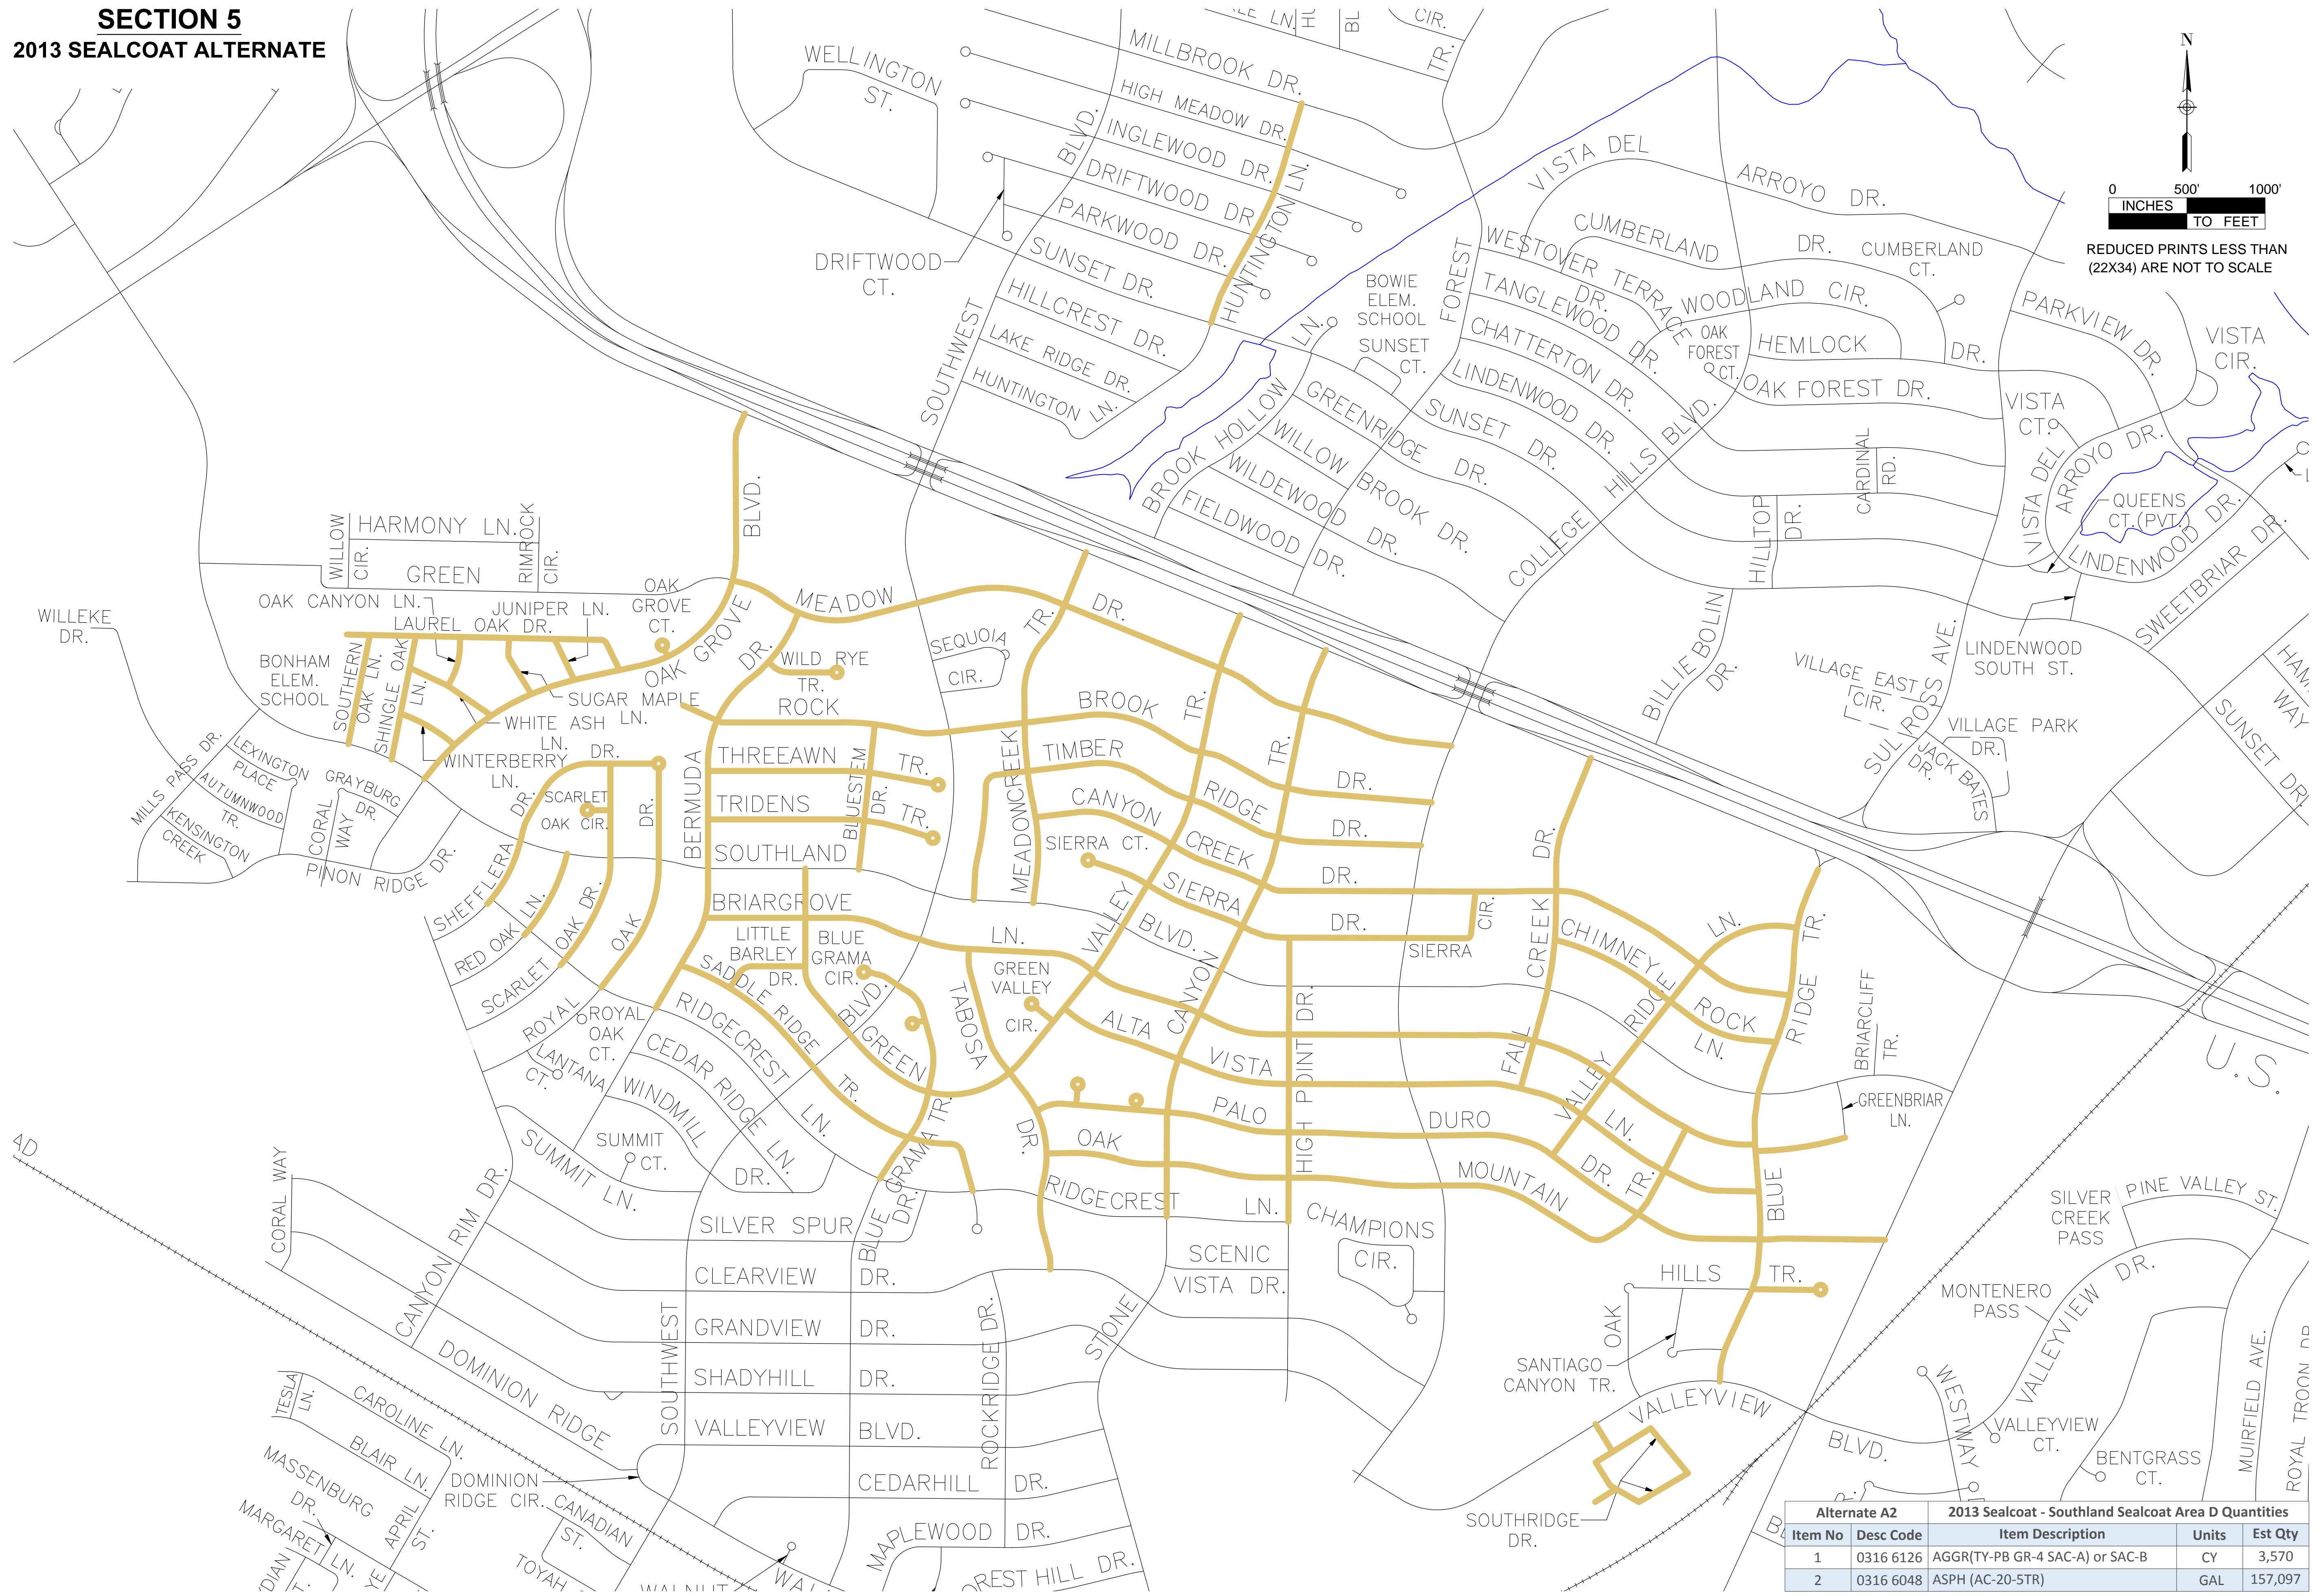 SECTION 5
2013 SEALCOAT ALTERNATE
N
0 500' 1000'
INCHES
TO FEET
REDUCED PRINTS LESS THAN
(22X34) ARE NOT TO SCALE
WELLINGTON
ST.
MILLBROOK DR.
HIGH MEADOW DR.
INGLEWOOD DR.
DRIFTWOOD DR.
PARKWOOD DR.
SUNSET DR.
HILLCREST DR.
LAKE RIDGE DR.
HUNTINGTON LN.
HUNTINGTON LN.
BLVD.
SOUTHWEST
DRIFTWOOD
CT.
CIR.
TR.
FOREST
BOWIE
ELEM.
SCHOOL
SUNSET
CT.
BROOK HOLLOW
LN.
GREENRIDGE DR.
WILLOW BROOK DR.
WILDEWOOD DR.
FIELDWOOD DR.
VISTA DEL
ARROYO DR.
CUMBERLAND DR.
CUMBERLAND
CT.
WESTOVER TERRACE
DR.
WOODLAND CIR.
TANGLEWOOD DR.
CHATTERTON DR.
LINDENWOOD DR.
SUNSET DR.
OAK
FOREST
CT.
HEMLOCK DR.
OAK FOREST DR.
COLLEGE HILLS BLVD.
CARDINAL
RD.
HILLTOP
DR.
PARKVIEW DR.
VISTA
CIR.
VISTA
CT.
VISTA DEL
ARROYO DR.
QUEENS
CT.(PVT.)
LINDENWOOD DR.
SWEETBRIAR DR.
LINDENWOOD
SOUTH ST.
SUNSET DR.
WAY
BILLIE BOLIN
DR.
SUL ROSS AVE.
VILLAGE EAST
CIR.
VILLAGE PARK
DR.
JACK BATES
DR.
WILLOW
CIR.
HARMONY LN.
RIMROCK
CIR.
GREEN
MEADOW
DR.
BLVD.
OAK GROVE
OAK CANYON LN.
JUNIPER LN.
OAK
GROVE
CT.
LAUREL OAK DR.
WILLEKE
DR.
BONHAM
ELEM.
SCHOOL
SOUTHERN
OAK LN.
SHINGLE OAK
LN.
SUGAR MAPLE
LN.
WHITE ASH
LN.
WINTERBERRY
LN.
MILLS PASS DR.
LEXINGTON
PLACE
AUTUMNWOOD
TR.
KENSINGTON
CREEK
CORAL
WAY
GRAYBURG
DR.
PINON RIDGE DR.
SHEFFLERA DR.
DR.
SCARLET
OAK CIR.
RED OAK LN.
SCARLET OAK DR.
ROYAL OAK DR.
ROYAL
OAK
CT.
LANTANA
CT.
WILD RYE
TR.
BERMUDA
DR.
ROCK BROOK DR.
THREEAWN TR.
TRIDENS TR.
BLUESTEM
DR.
SOUTHLAND
BLVD.
SEQUOIA
CIR.
MEADOWCREEK
TR.
TIMBER RIDGE DR.
CANYON CREEK DR.
SIERRA CT.
SIERRA DR.
SIERRA
CIR.
VALLEY
TR.
CANYON
TR.
BRIARGROVE LN.
LITTLE
BARLEY
DR.
BLUE
GRAMA
CIR.
GREEN
VALLEY
CIR.
GREEN
BLVD.
TABOSA
DR.
SADDLE RIDGE
TR.
RIDGECREST
LN.
CEDAR RIDGE LN.
WINDMILL
DR.
SUMMIT
CT.
SUMMIT LN.
BLUE GRAMA TR.
DR.
ALTA VISTA
LN.
PALO DURO
DR.
OAK MOUNTAIN
TR.
RIDGECREST LN.
HIGH POINT DR.
FALL CREEK DR.
CHIMNEY ROCK
LN.
VALLEY RIDGE
LN.
BLUE RIDGE TR.
BRIARCLIFF
TR.
GREENBRIAR
LN.
U.S.
CORAL WAY
CANYON RIM DR.
SILVER SPUR
CLEARVIEW DR.
GRANDVIEW DR.
SHADYHILL DR.
VALLEYVIEW BLVD.
CEDARHILL DR.
MAPLEWOOD DR.
SOUTHWEST
ROCKRIDGE DR.
STONE
SCENIC
VISTA DR.
CHAMPIONS
CIR.
OAK
HILLS TR.
SANTIAGO
CANYON TR.
VALLEYVIEW
BLVD.
SOUTHRIDGE
DR.
DOMINION RIDGE
DOMINION
RIDGE CIR.
TESLA
LN.
CAROLINE LN.
BLAIR LN.
MASSENBURG
DR.
MARGARET LN.
APRIL
ST.
CANADIAN
ST.
TOYAH
SILVER
CREEK
PASS
PINE VALLEY ST.
MONTENERO
PASS
VALLEYVIEW DR.
WESTWAY
VALLEYVIEW
CT.
BENTGRASS
CT.
MUIRFIELD AVE.
ROYAL TROON
Alternate A2 2013 Sealcoat - Southland Sealcoat Area D Quantities
Item No Desc Code Item Description Units Est Qty
1 0316 6126 AGGR(TY-PB GR-4 SAC-A) or SAC-B CY 3,570
2 0316 6048 ASPH (AC-20-5TR) GAL 157,097